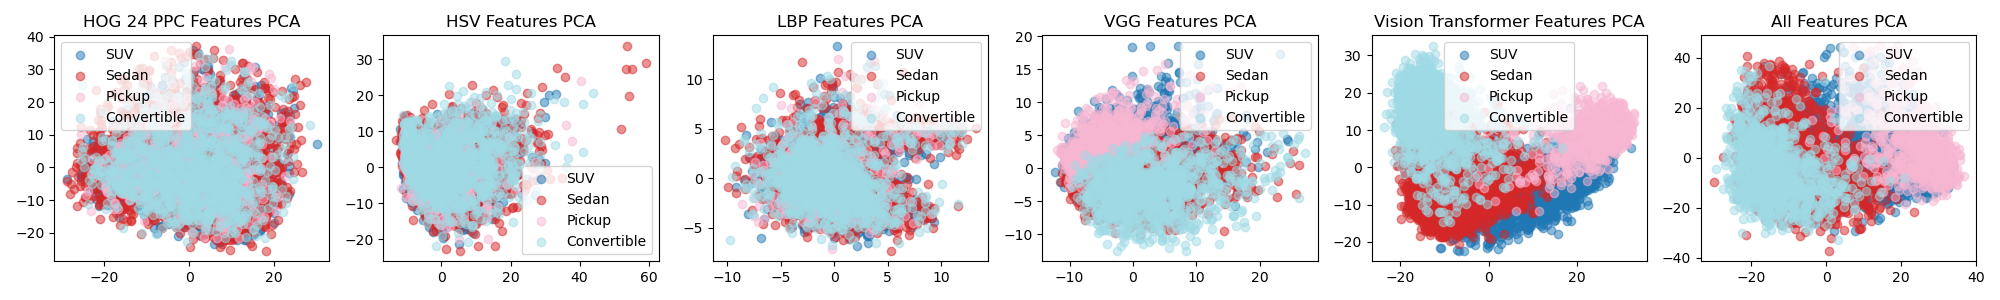 HOG 24 PPC Features PCA
SUV
Sedan
Pickup
Convertible
40
30
20
10
0
−10
−20
−20
0
20
HSV Features PCA
SUV
Sedan
Pickup
Convertible
30
20
10
0
−10
−20
0
20
40
60
LBP Features PCA
SUV
Sedan
Pickup
Convertible
10
5
0
−5
−10
−5
0
5
10
VGG Features PCA
SUV
Sedan
Pickup
Convertible
20
15
10
5
0
−5
−10
−10
0
10
20
Vision Transformer Features PCA
SUV
Sedan
Pickup
Convertible
30
20
10
0
−10
−20
−20
0
20
All Features PCA
SUV
Sedan
Pickup
Convertible
40
20
0
−20
−40
−20
0
20
40